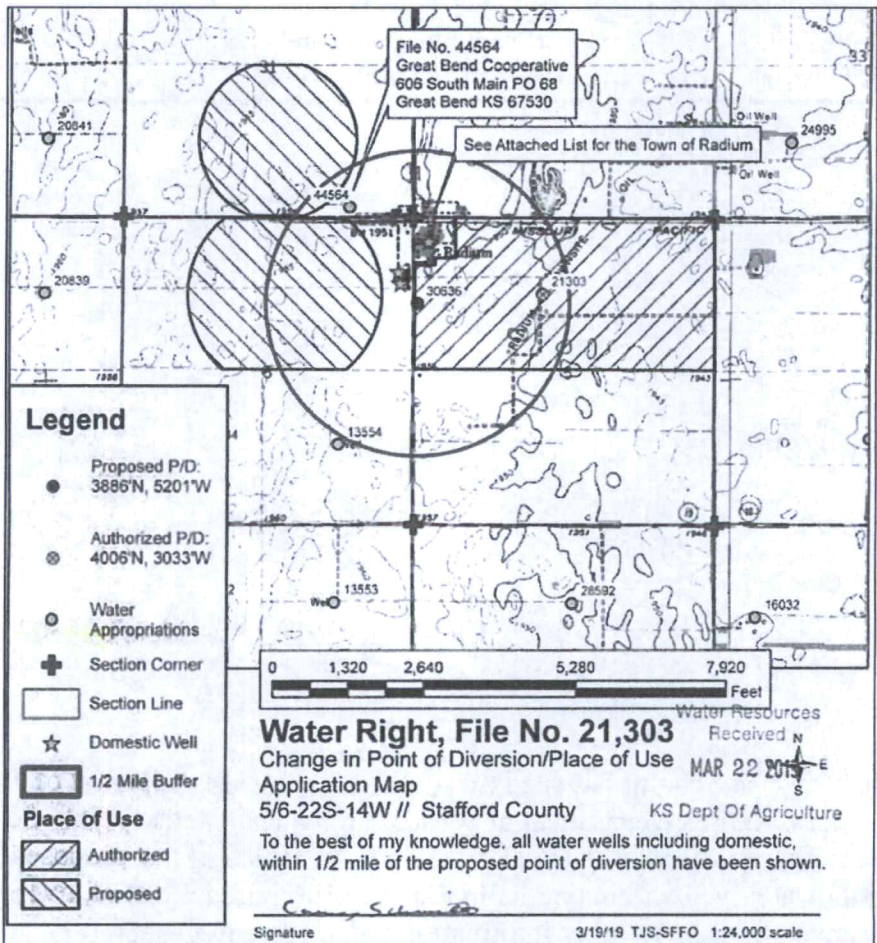 31
33
File No. 44564
Great Bend Cooperative
606 South Main PO 68
Great Bend KS 67530
See Attached List for the Town of Radium
Oil Well
24995
Oil Well
20841
44564
BM 1951
MISSOURI PACIFIC
Radium
20839
30636
21303
13554
13553
28592
16032
Well
Legend
Proposed P/D:
3886'N, 5201'W
Authorized P/D:
4006'N, 3033'W
Water
Appropriations
Section Corner
Section Line
Domestic Well
1/2 Mile Buffer
Place of Use
Authorized
Proposed
0 1,320 2,640 5,280 7,920
Feet
Water Right, File No. 21,303
Change in Point of Diversion/Place of Use
Application Map
5/6-22S-14W // Stafford County
Water Resources
Received
MAR 22 2019
KS Dept Of Agriculture
N
E
S
To the best of my knowledge, all water wells including domestic,
within 1/2 mile of the proposed point of diversion have been shown.
Signature
3/19/19 TJS-SFFO 1:24,000 scale